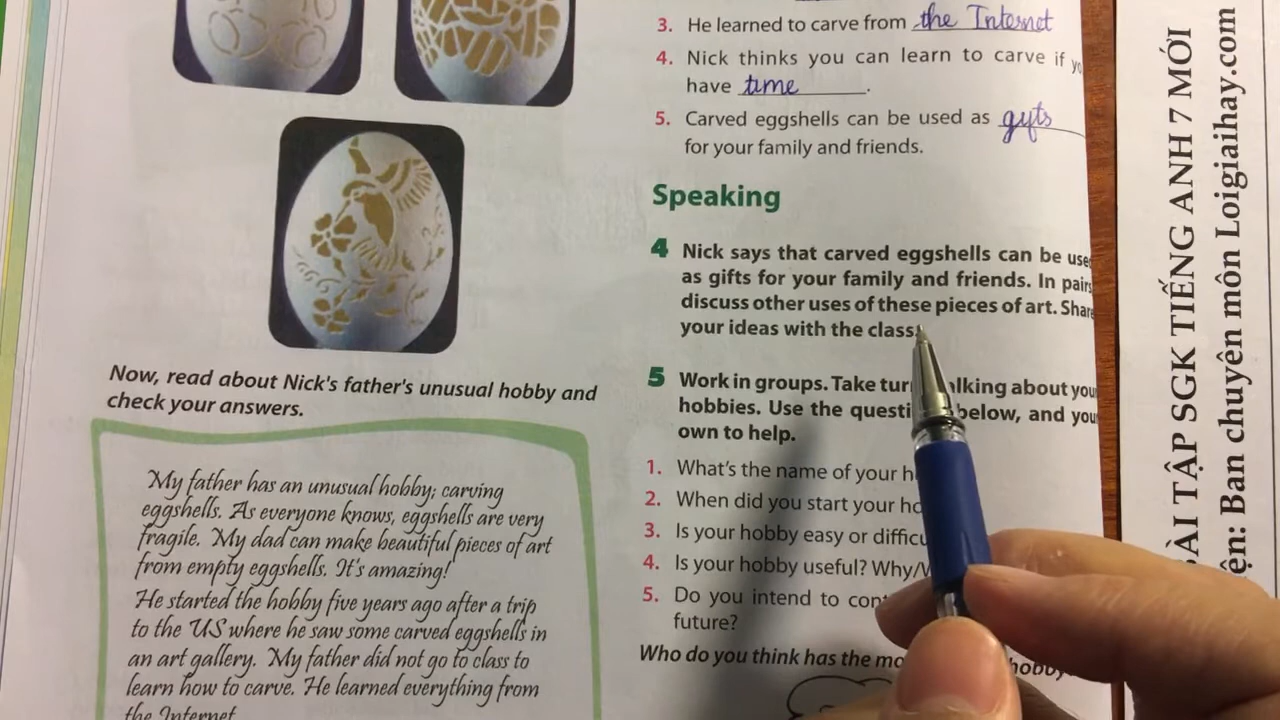 Now, read about Nick's father's unusual hobby and
check your answers.
My father has an unusual hobby; carving
eggshells. As everyone knows, eggshells are very
fragile. My dad can make beautiful pieces of art
from empty eggshells. It's amazing!
He started the hobby five years ago after a trip
to the US where he saw some carved eggshells in
an art gallery. My father did not go to class to
learn how to carve. He learned everything from
the Internet
3. He learned to carve from the Internet
4. Nick thinks you can learn to carve if
have time.
5. Carved eggshells can be used as gifts
for your family and friends.
Speaking
4 Nick says that carved eggshells can be
as gifts for your family and friends. In
discuss other uses of these pieces of art.
your ideas with the class.
5 Work in groups. Take talking about
hobbies. Use the below, and
own to help.
1. What's the name of your
2. When did you start your
3. Is your hobby easy or
4. Is your hobby useful?
5. Do you intend to
future?
Who do you think has the
BÀI TẬP SGK TIẾNG ANH 7 MỚI
Ban chuyên môn Loigiaihay.com